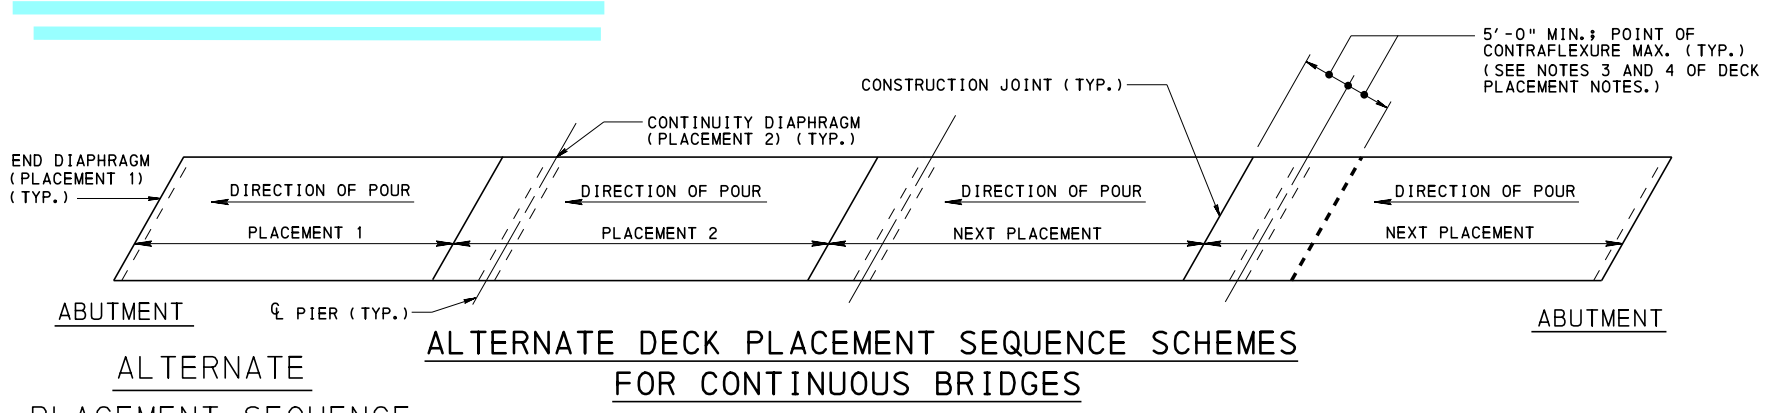 5'-0" MIN.; POINT OF
CONTRAFLEXURE MAX. (TYP.)
(SEE NOTES 3 AND 4 OF DECK
PLACEMENT NOTES.)
CONSTRUCTION JOINT (TYP.)
CONTINUITY DIAPHRAGM
(PLACEMENT 2) (TYP.)
END DIAPHRAGM
(PLACEMENT 1)
(TYP.)
DIRECTION OF POUR
DIRECTION OF POUR
DIRECTION OF POUR
DIRECTION OF POUR
PLACEMENT 1
PLACEMENT 2
NEXT PLACEMENT
NEXT PLACEMENT
ABUTMENT
℄ PIER (TYP.)
ABUTMENT
ALTERNATE DECK PLACEMENT SEQUENCE SCHEMES
FOR CONTINUOUS BRIDGES
ALTERNATE
PLACEMENT SEQUENCE